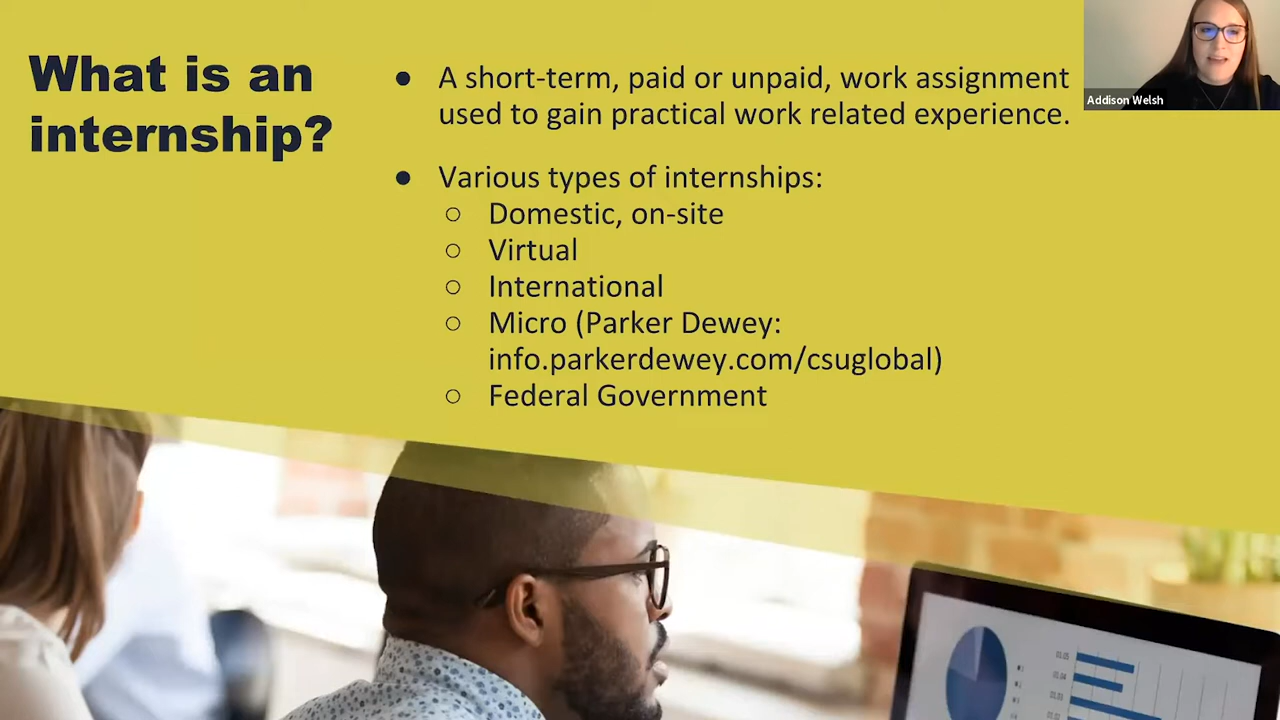 What is an
internship?
● A short-term, paid or unpaid, work assignment
used to gain practical work related experience.
● Various types of internships:
○ Domestic, on-site
○ Virtual
○ International
○ Micro (Parker Dewey:
info.parkerdewey.com/csuglobal)
○ Federal Government
Addison Welsh